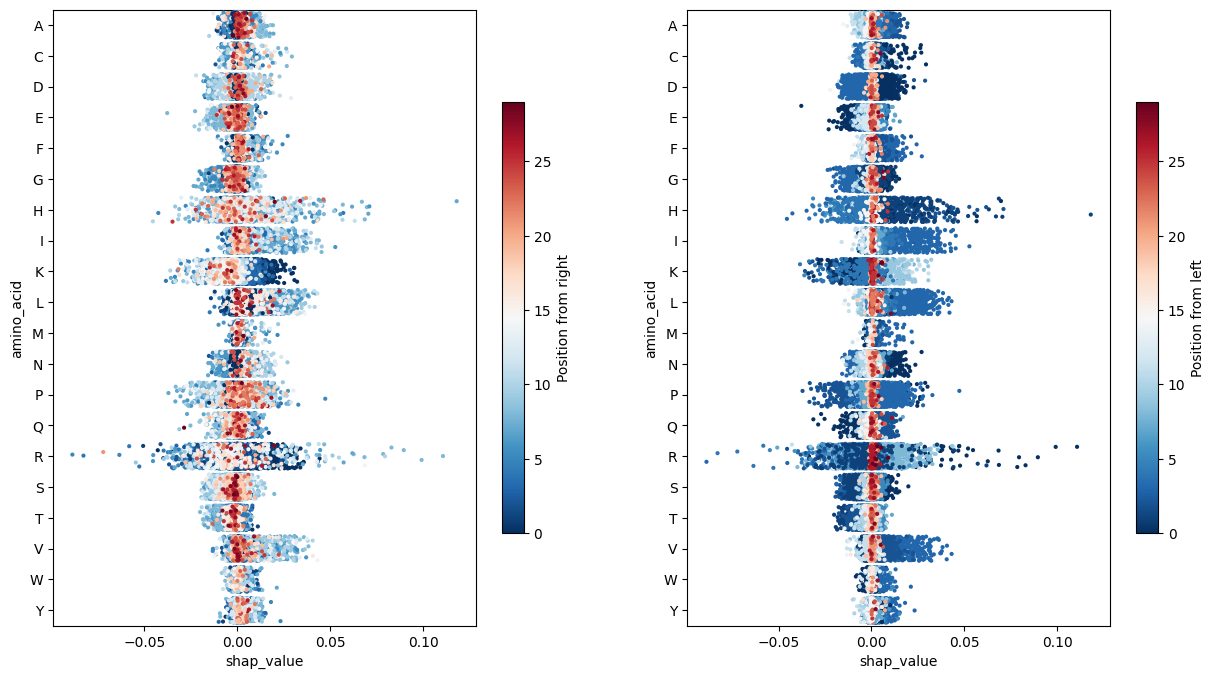 A
C
D
E
F
G
H
I
K
L
M
N
P
Q
R
S
T
V
W
Y
amino_acid
−0.05
0.00
0.05
0.10
shap_value
25
20
15
10
5
0
Position from right
A
C
D
E
F
G
H
I
K
L
M
N
P
Q
R
S
T
V
W
Y
amino_acid
−0.05
0.00
0.05
0.10
shap_value
25
20
15
10
5
0
Position from left